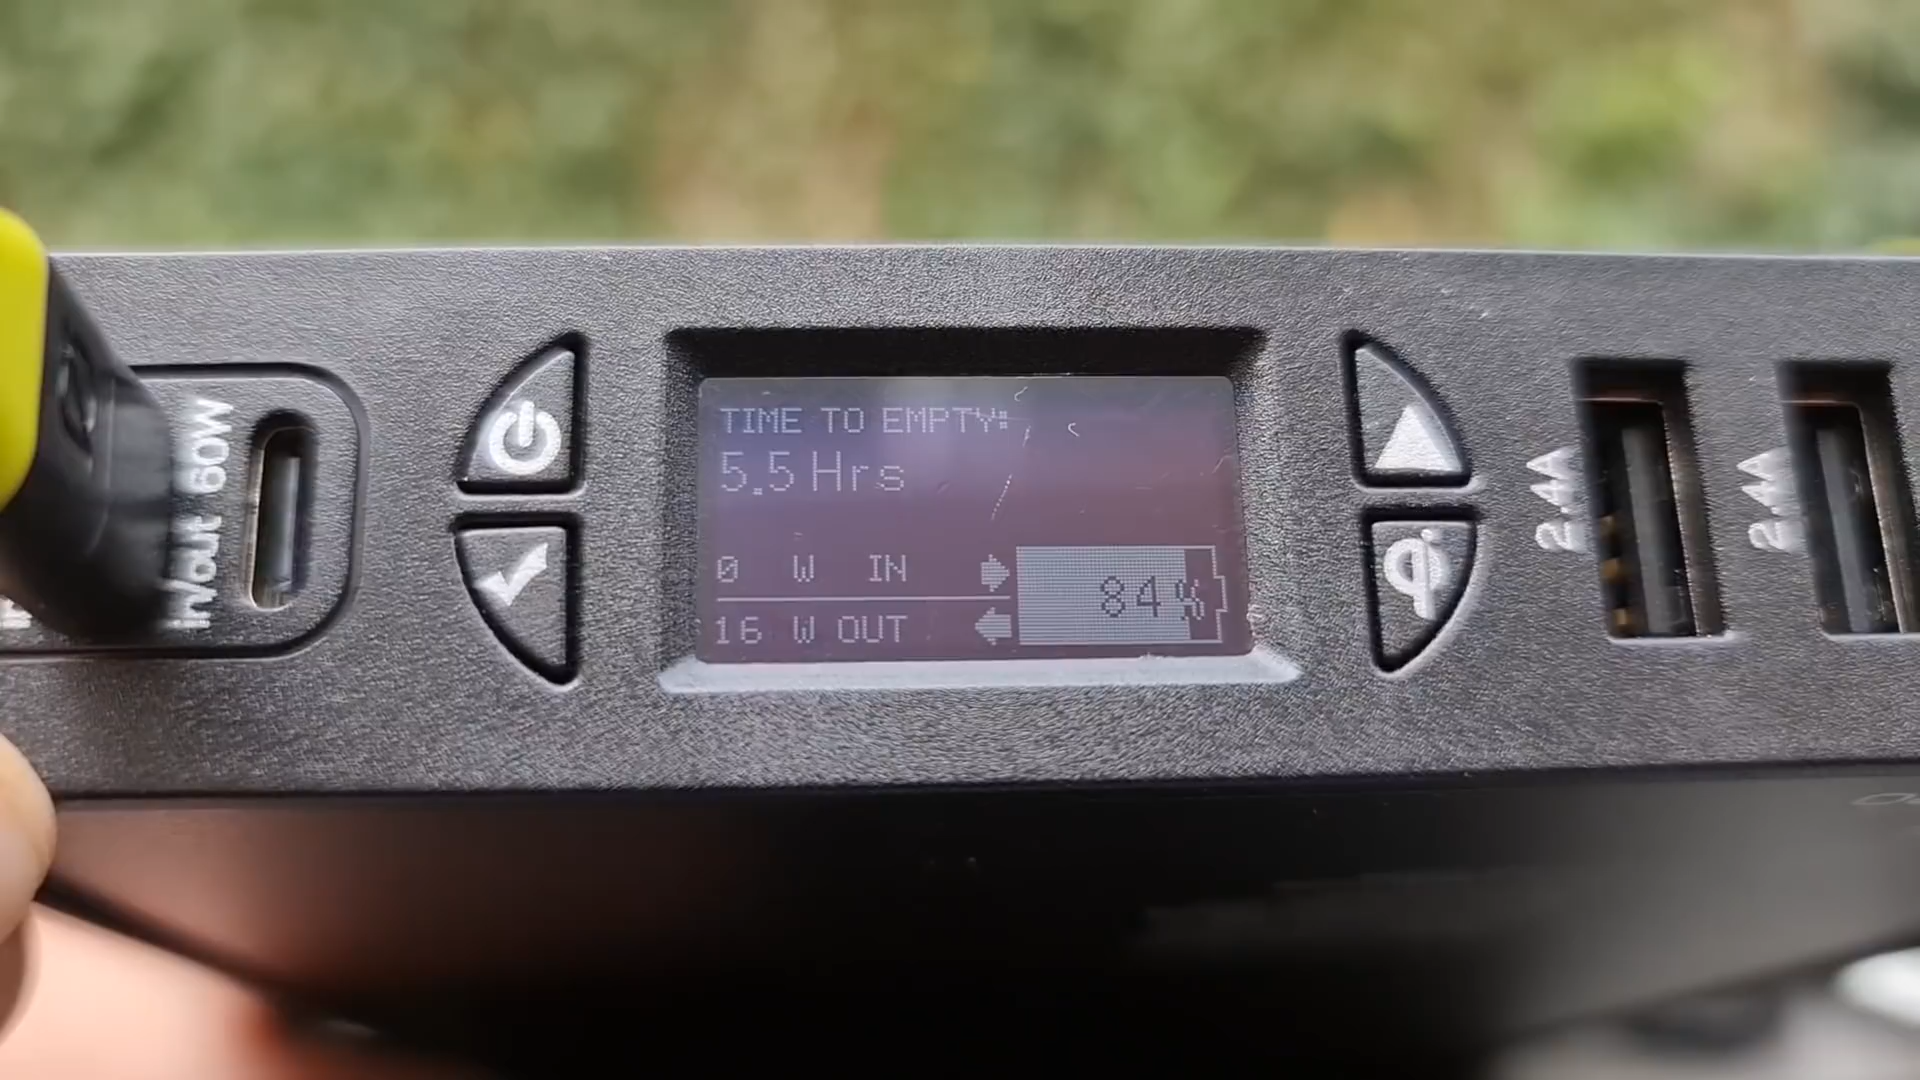 TIME TO EMPTY:
5.5 Hrs
0 W IN
84%
16 W OUT
In/out 60W
2.4A
2.4A